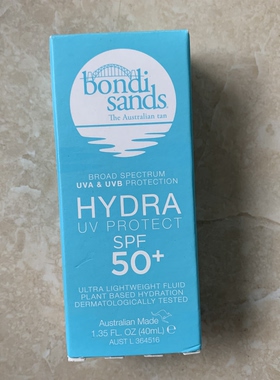 bondi
sands
The Australian tan
BROAD SPECTRUM
UVA & UVB PROTECTION
HYDRA
UV PROTECT
SPF
50+
ULTRA LIGHTWEIGHT FLUID
PLANT BASED HYDRATION
DERMATOLOGICALLY TESTED
Australian Made
1.35 FL. OZ (40mL) e
AUST L 364516